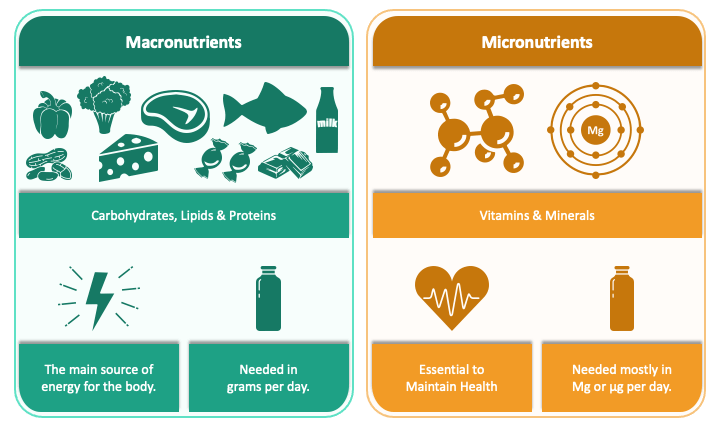 Macronutrients
milk
Carbohydrates, Lipids & Proteins
The main source of
energy for the body.
Needed in
grams per day.
Micronutrients
Mg
Vitamins & Minerals
Essential to
Maintain Health
Needed mostly in
Mg or µg per day.